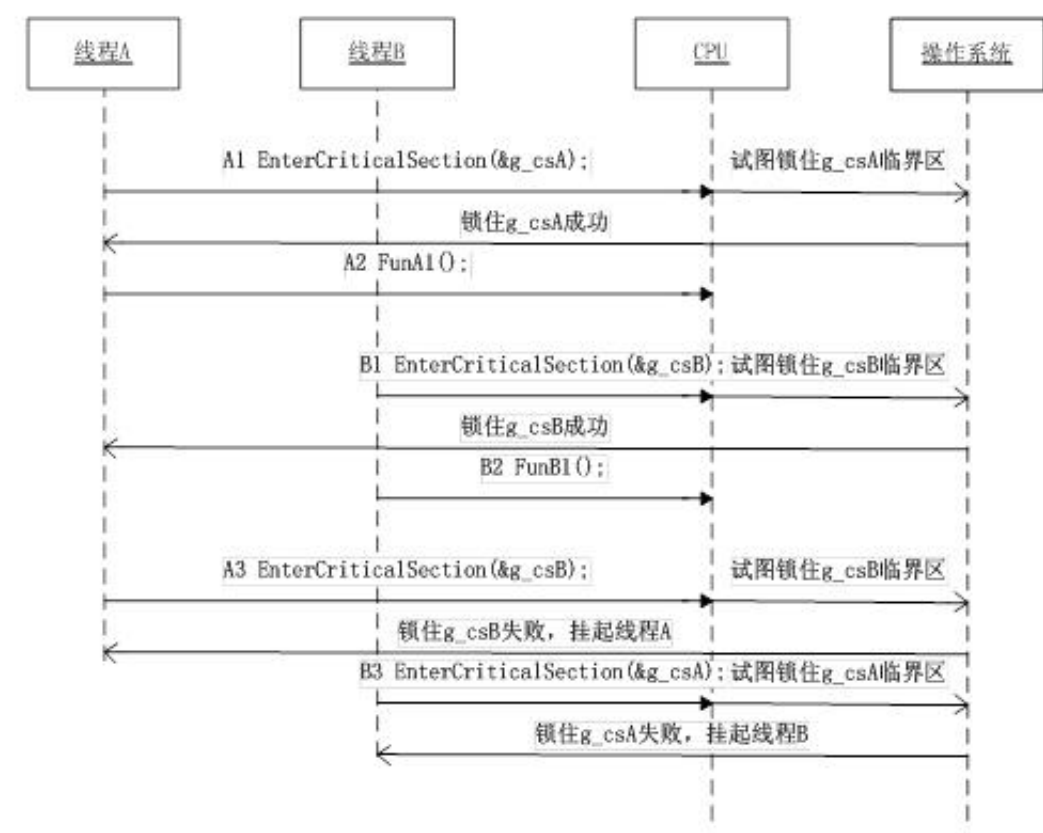 线程A
线程B
CPU
操作系统
A1 EnterCriticalSection(&g_csA);
试图锁住g_csA临界区
锁住g_csA成功
A2 FunA1();
B1 EnterCriticalSection(&g_csB);
试图锁住g_csB临界区
锁住g_csB成功
B2 FunB1();
A3 EnterCriticalSection(&g_csB);
试图锁住g_csB临界区
锁住g_csB失败，挂起线程A
B3 EnterCriticalSection(&g_csA);
试图锁住g_csA临界区
锁住g_csA失败，挂起线程B